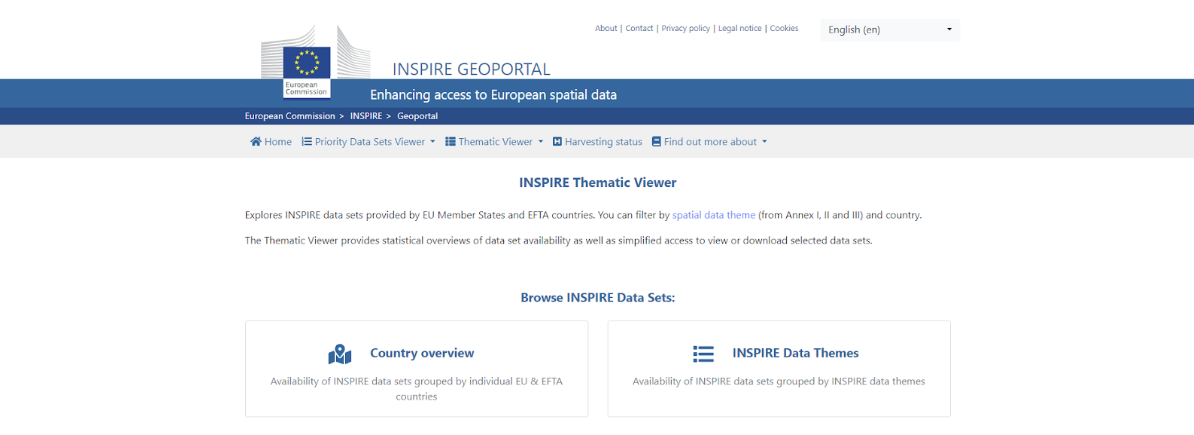 About | Contact | Privacy policy | Legal notice | Cookies
English (en)
INSPIRE GEOPORTAL
European
Commission
Enhancing access to European spatial data
European Commission > INSPIRE > Geoportal
Home Priority Data Sets Viewer Thematic Viewer Harvesting status Find out more about
INSPIRE Thematic Viewer
Explores INSPIRE data sets provided by EU Member States and EFTA countries. You can filter by spatial data theme (from Annex I, II and III) and country.
The Thematic Viewer provides statistical overviews of data set availability as well as simplified access to view or download selected data sets.
Browse INSPIRE Data Sets:
Country overview
Availability of INSPIRE data sets grouped by individual EU & EFTA
countries
INSPIRE Data Themes
Availability of INSPIRE data sets grouped by INSPIRE data themes